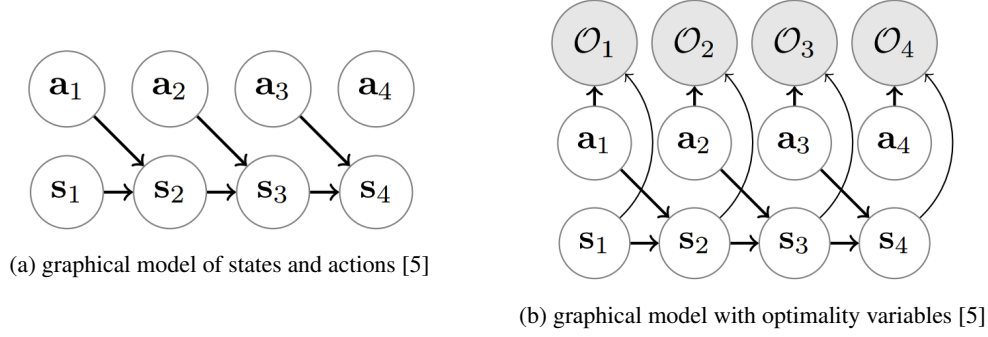 a₁ a₂ a₃ a₄
s₁ s₂ s₃ s₄
(a) graphical model of states and actions [5]
𝒪₁ 𝒪₂ 𝒪₃ 𝒪₄
a₁ a₂ a₃ a₄
s₁ s₂ s₃ s₄
(b) graphical model with optimality variables [5]